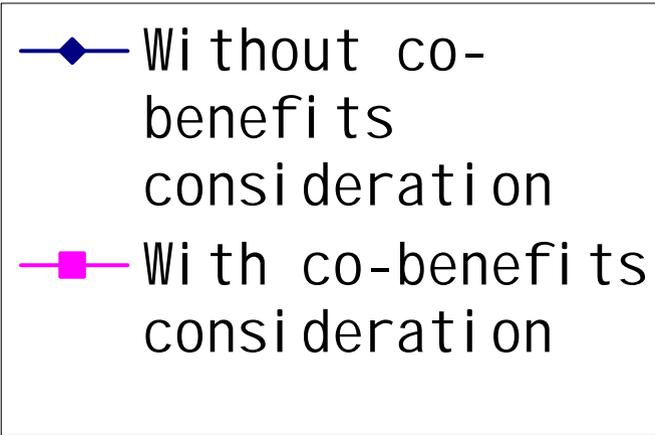 Without co-
benefits
consideration
With co-benefits
consideration